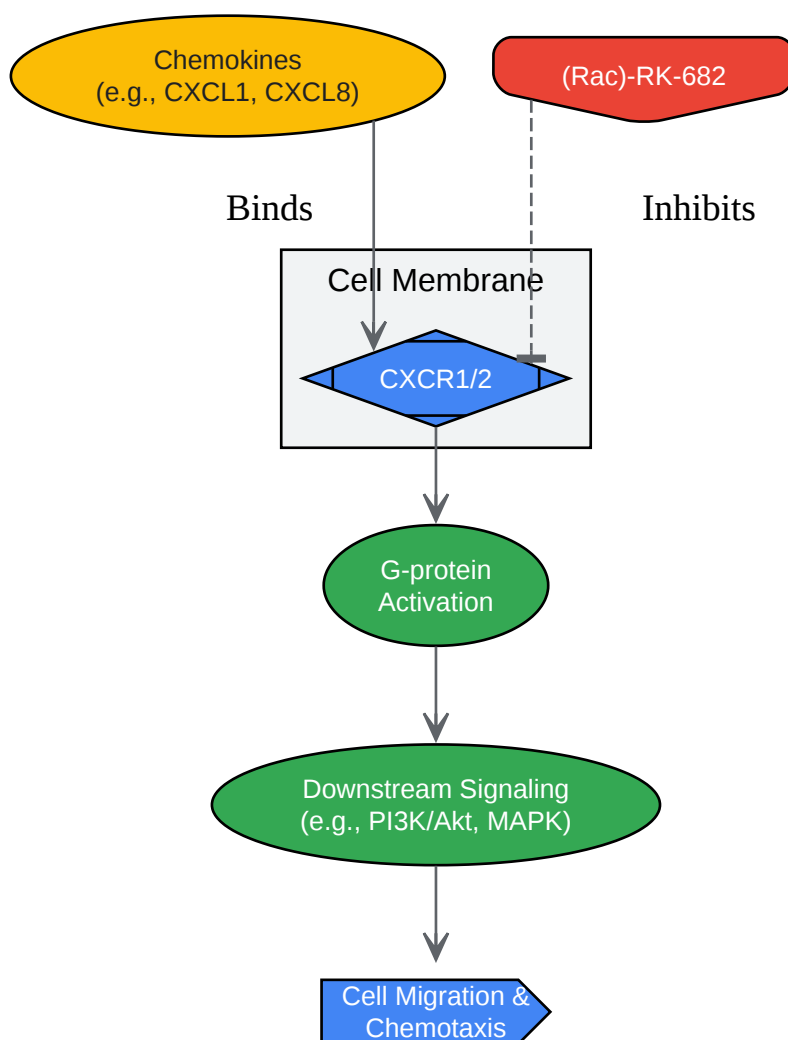 Chemokines
(e.g., CXCL1, CXCL8)
(Rac)-RK-682
Binds
Inhibits
Cell Membrane
CXCR1/2
G-protein
Activation
Downstream Signaling
(e.g., PI3K/Akt, MAPK)
Cell Migration &
Chemotaxis